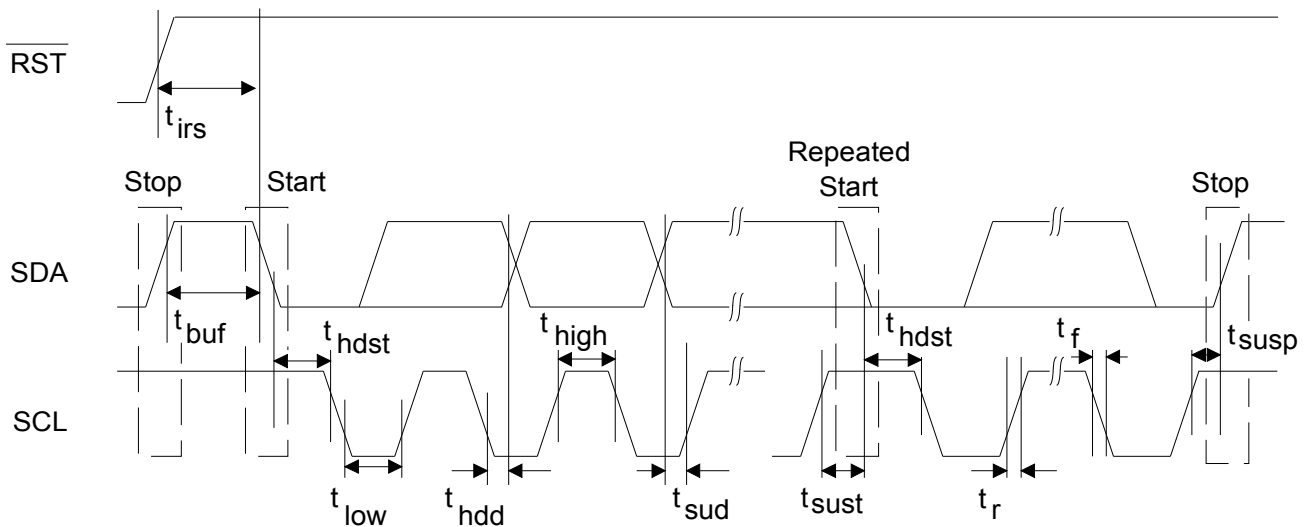 RST
t irs
Repeated
Start
Stop
Start
Stop
SDA
t buf
t hdst
t high
t hdst
t f
t susp
SCL
t low
t hdd
t sud
t sust
t r